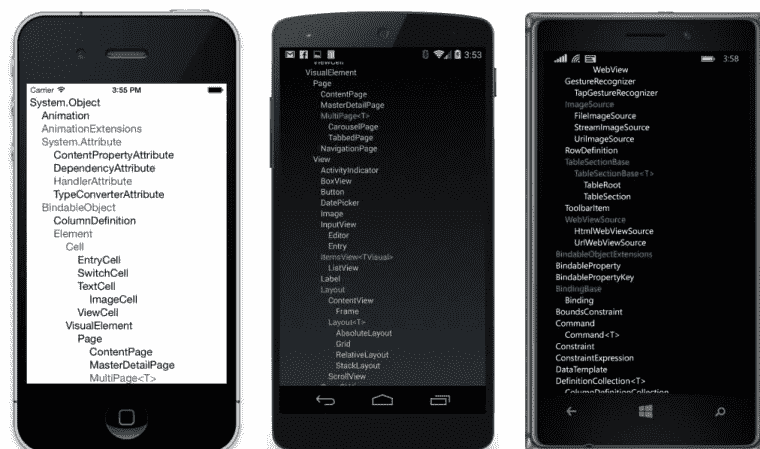 Carrier 3:55 PM
System.Object
Animation
AnimationExtensions
System.Attribute
ContentPropertyAttribute
DependencyAttribute
HandlerAttribute
TypeConverterAttribute
BindableObject
ColumnDefinition
Element
Cell
EntryCell
SwitchCell
TextCell
ImageCell
ViewCell
VisualElement
Page
ContentPage
MasterDetailPage
MultiPage<T>
3:53
ViewCell
VisualElement
Page
ContentPage
MasterDetailPage
MultiPage<T>
CarouselPage
TabbedPage
NavigationPage
View
ActivityIndicator
BoxView
Button
DatePicker
Image
InputView
Editor
Entry
ItemsView<TVisual>
ListView
Label
Layout
ContentView
Frame
Layout<T>
AbsoluteLayout
Grid
RelativeLayout
StackLayout
ScrollView
3:58
WebView
GestureRecognizer
TapGestureRecognizer
ImageSource
FileImageSource
StreamImageSource
UriImageSource
RowDefinition
TableSectionBase
TableSectionBase<T>
TableRoot
TableSection
ToolbarItem
WebViewSource
HtmlWebViewSource
UrlWebViewSource
BindableObjectExtensions
BindableProperty
BindablePropertyKey
BindingBase
Binding
BoundsConstraint
Command
Command<T>
Constraint
ConstraintExpression
DataTemplate
DefinitionCollection<T>
ColumnDefinitionCollection